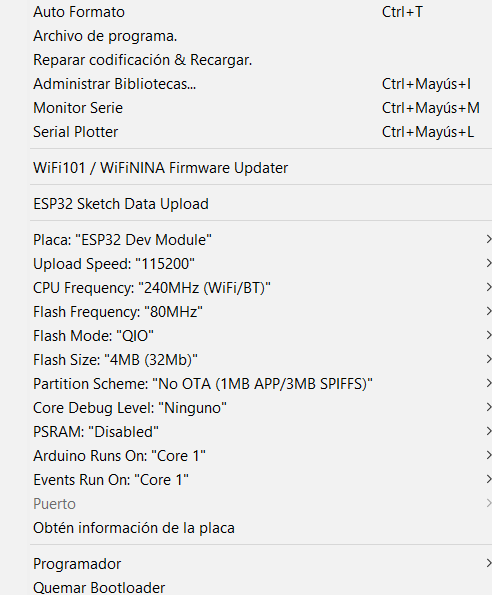 Auto Formato Ctrl+T
Archivo de programa.
Reparar codificación & Recargar.
Administrar Bibliotecas... Ctrl+Mayús+I
Monitor Serie Ctrl+Mayús+M
Serial Plotter Ctrl+Mayús+L
WiFi101 / WiFiNINA Firmware Updater
ESP32 Sketch Data Upload
Placa: "ESP32 Dev Module"
Upload Speed: "115200"
CPU Frequency: "240MHz (WiFi/BT)"
Flash Frequency: "80MHz"
Flash Mode: "QIO"
Flash Size: "4MB (32Mb)"
Partition Scheme: "No OTA (1MB APP/3MB SPIFFS)"
Core Debug Level: "Ninguno"
PSRAM: "Disabled"
Arduino Runs On: "Core 1"
Events Run On: "Core 1"
Puerto
Obtén información de la placa
Programador
Quemar Bootloader